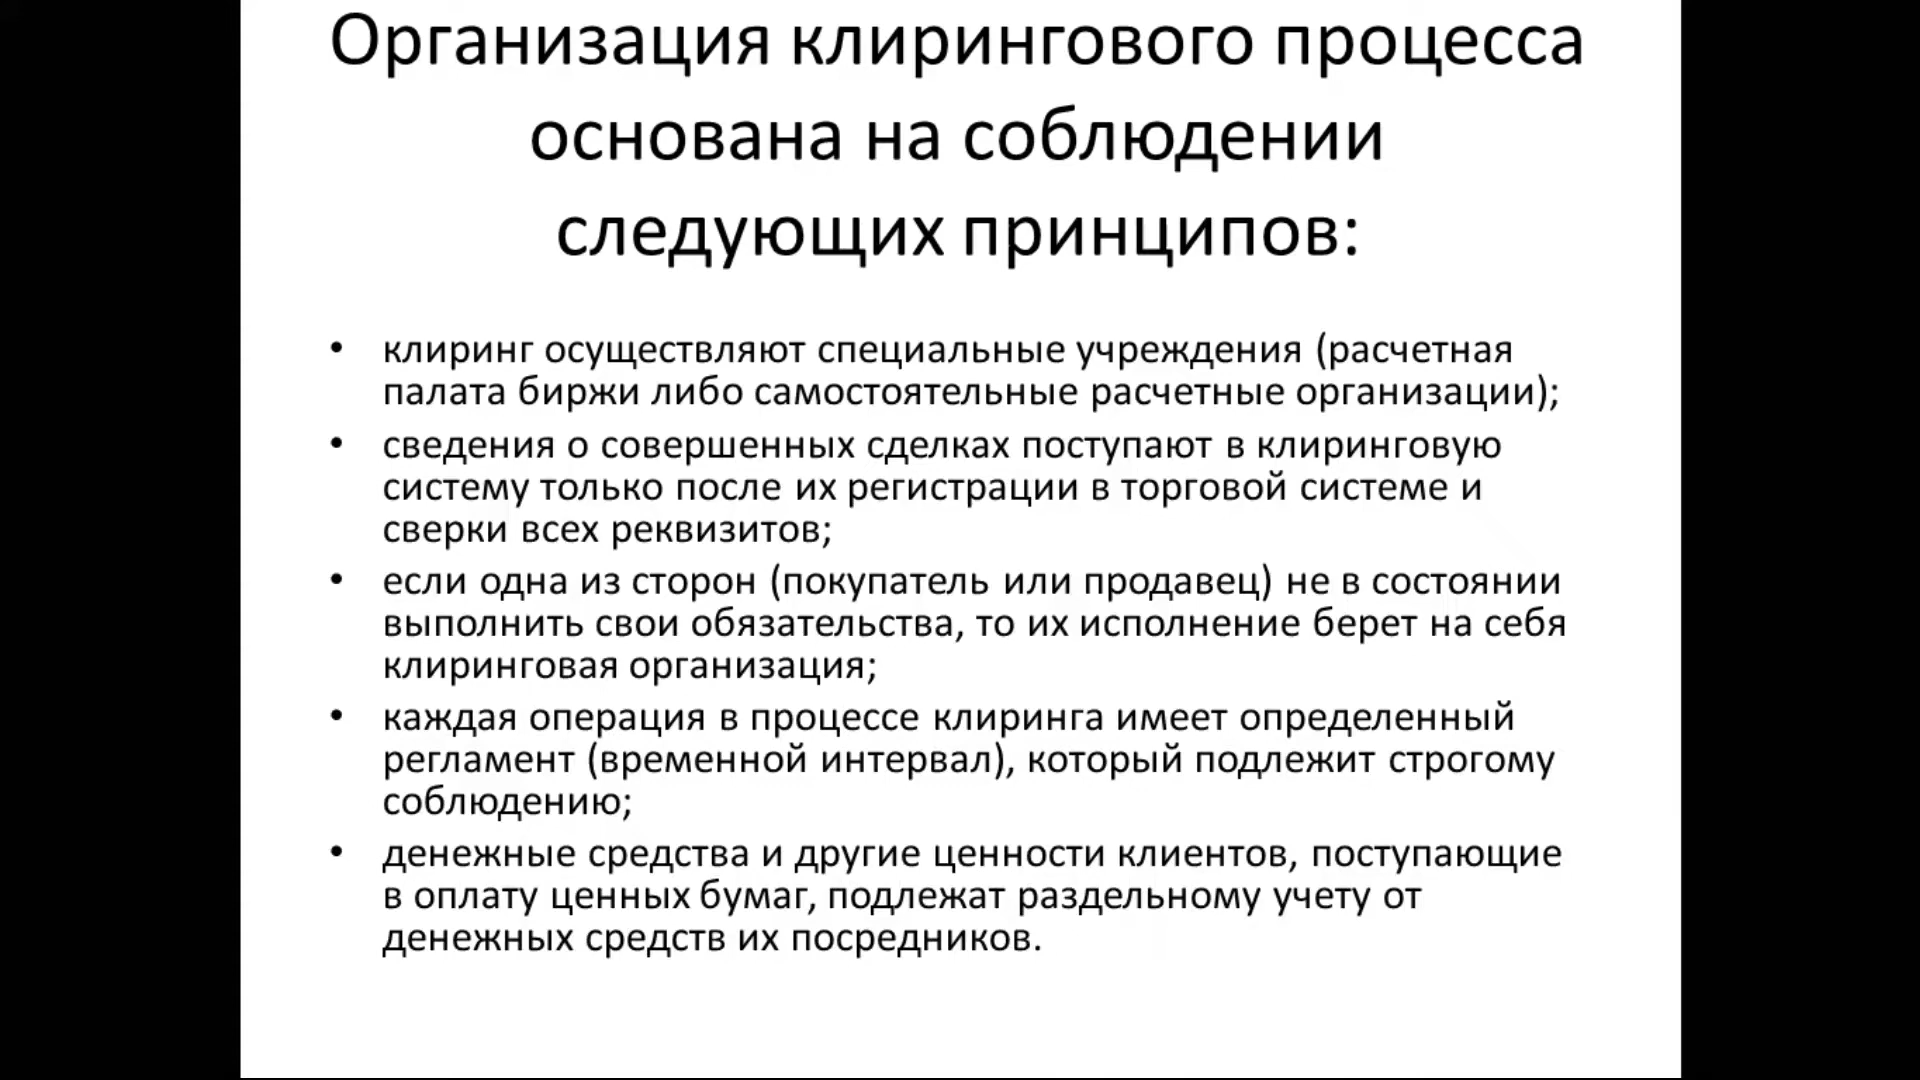 Организация клирингового процесса
основана на соблюдении
следующих принципов:
• клиринг осуществляют специальные учреждения (расчетная
палата биржи либо самостоятельные расчетные организации);
• сведения о совершенных сделках поступают в клиринговую
систему только после их регистрации в торговой системе и
сверки всех реквизитов;
• если одна из сторон (покупатель или продавец) не в состоянии
выполнить свои обязательства, то их исполнение берет на себя
клиринговая организация;
• каждая операция в процессе клиринга имеет определенный
регламент (временной интервал), который подлежит строгому
соблюдению;
• денежные средства и другие ценности клиентов, поступающие
в оплату ценных бумаг, подлежат раздельному учету от
денежных средств их посредников.